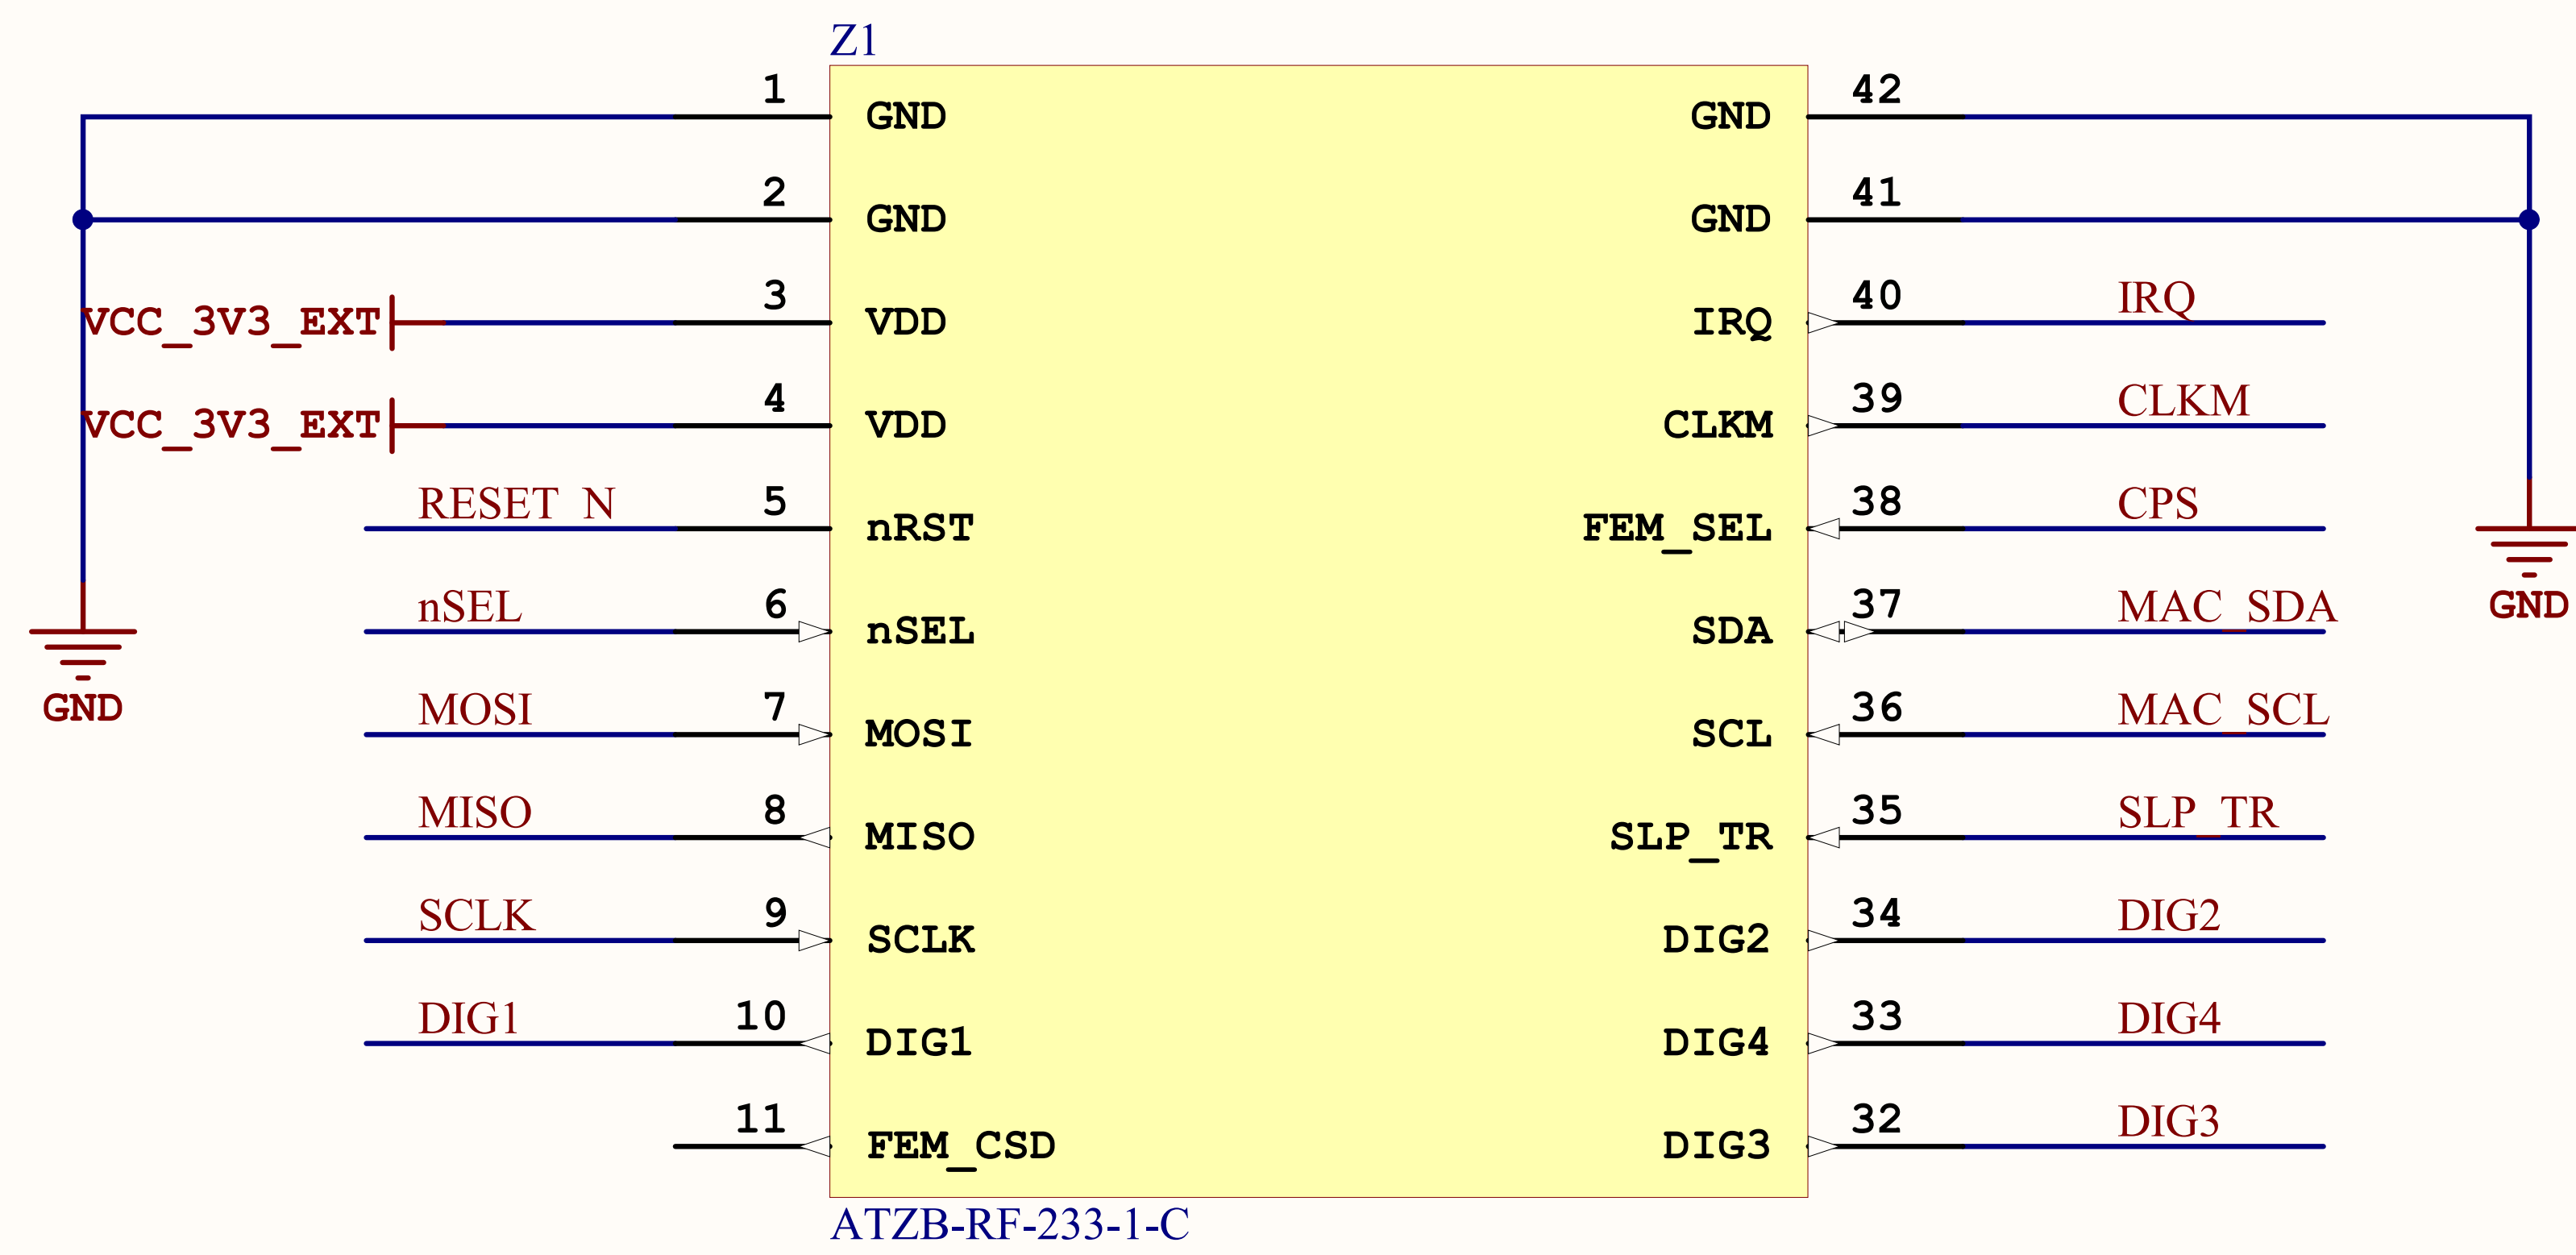 Z1
1 GND GND 42
2 GND GND 41
VCC_3V3_EXT 3 VDD IRQ 40 IRQ
VCC_3V3_EXT 4 VDD CLKM 39 CLKM
RESET_N 5 nRST FEM_SEL 38 CPS
nSEL 6 nSEL SDA 37 MAC_SDA
GND
GND
MOSI 7 MOSI SCL 36 MAC_SCL
MISO 8 MISO SLP_TR 35 SLP_TR
SCLK 9 SCLK DIG2 34 DIG2
DIG1 10 DIG1 DIG4 33 DIG4
11 FEM_CSD DIG3 32 DIG3
ATZB-RF-233-1-C